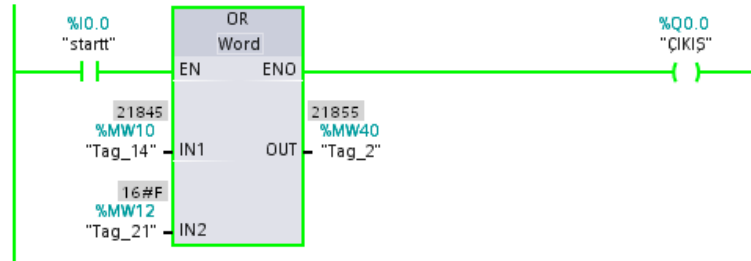 %I0.0
"startt"
OR
Word
%Q0.0
"ÇIKIŞ"
EN
ENO
21845
%MW10
"Tag_14"
IN1
21855
%MW40
OUT
"Tag_2"
16#F
%MW12
"Tag_21"
IN2